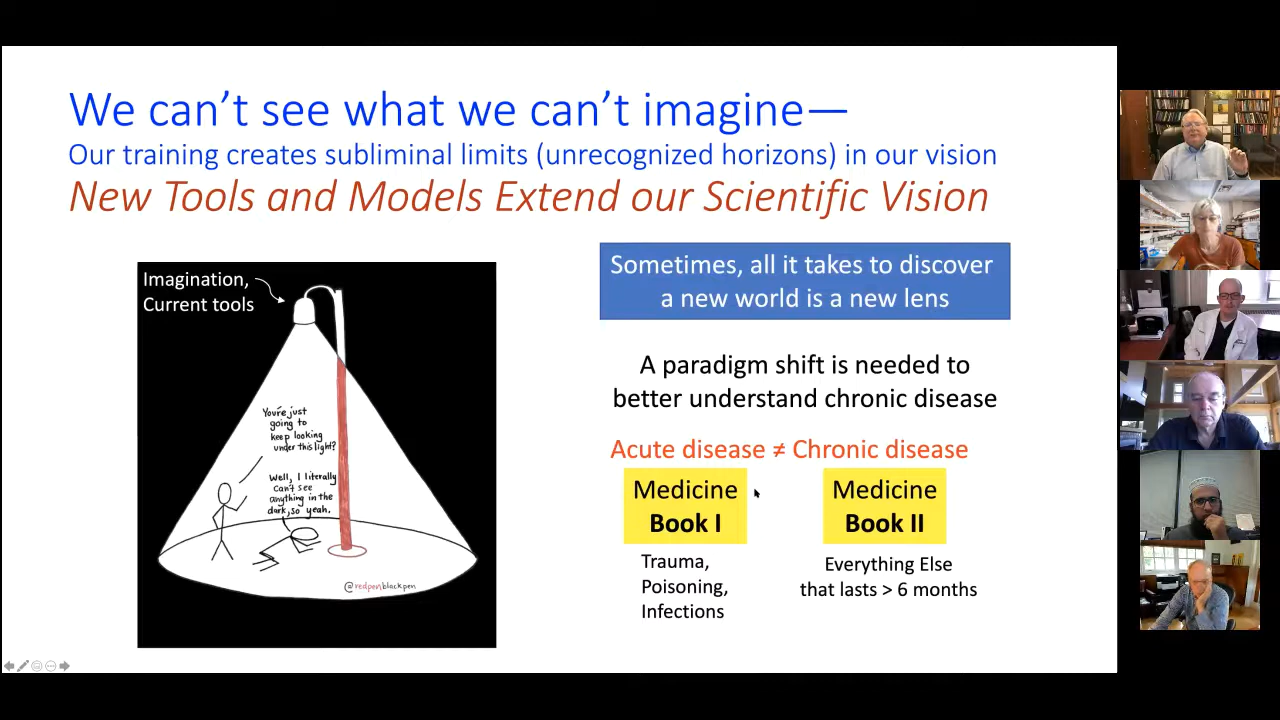 We can't see what we can't imagine—
Our training creates subliminal limits (unrecognized horizons) in our vision
New Tools and Models Extend our Scientific Vision
Imagination,
Current tools
You're just
going to
keep looking
under this light?
Well, I literally
can't see
anything in the
dark, so yeah.
@redpenblackpen
Sometimes, all it takes to discover
a new world is a new lens
A paradigm shift is needed to
better understand chronic disease
Acute disease ≠ Chronic disease
Medicine
Book I
Trauma,
Poisoning,
Infections
Medicine
Book II
Everything Else
that lasts > 6 months